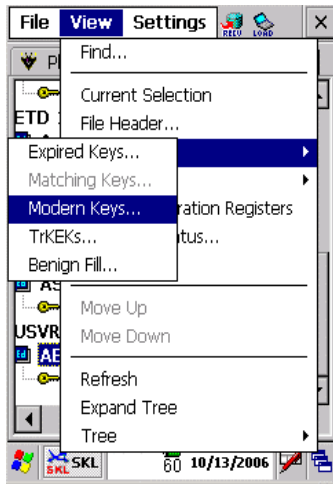 File View Settings RECV LOAD
Find...
Current Selection
ETD
File Header...
Expired Keys...
Matching Keys...
Modern Keys... ration Registers
TrKEKs... tus...
Benign Fill...
AS
Move Up
USVR
Move Down
AE
Refresh
Expand Tree
Tree
SKL SKL 60 10/13/2006